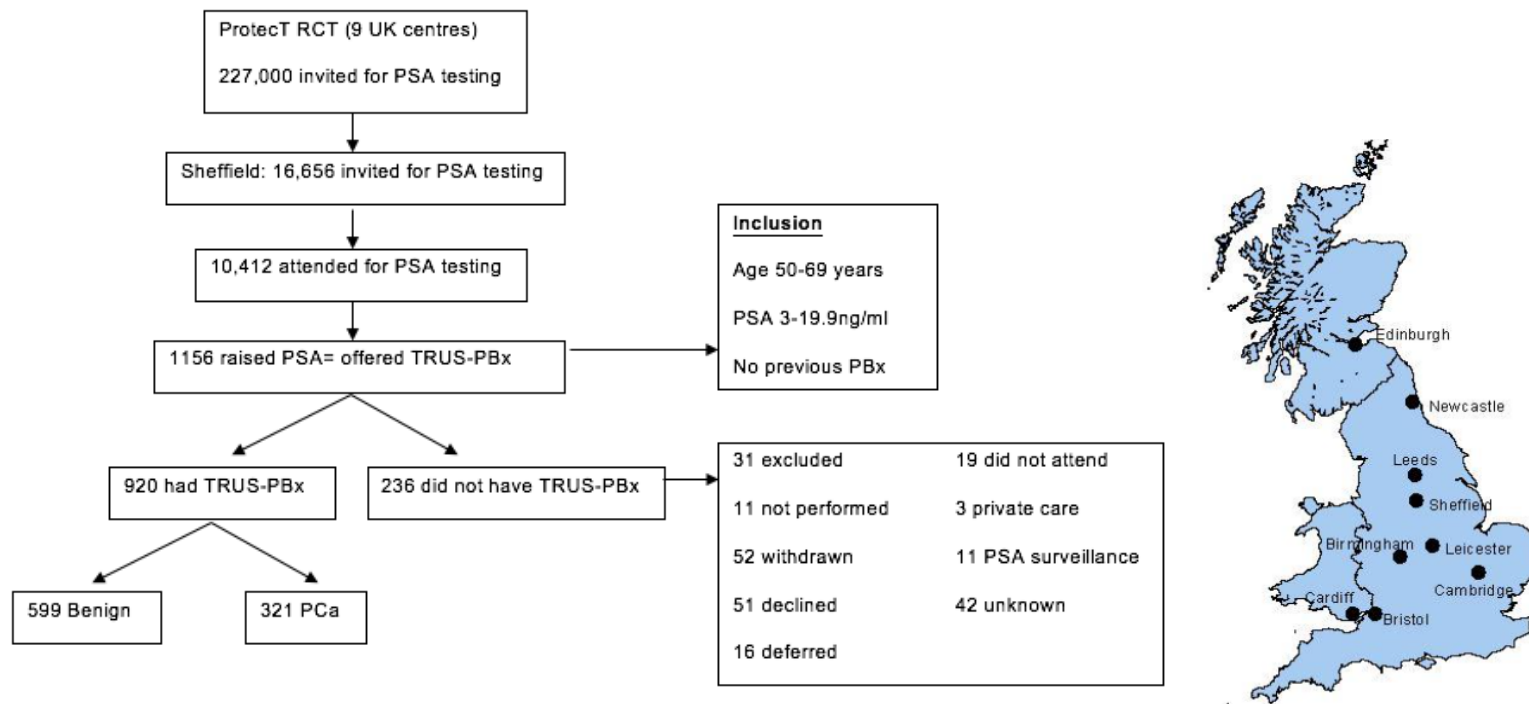 ProtecT RCT (9 UK centres)
227,000 invited for PSA testing
Sheffield: 16,656 invited for PSA testing
10,412 attended for PSA testing
1156 raised PSA= offered TRUS-PBx
Inclusion
Age 50-69 years
PSA 3-19.9ng/ml
No previous PBx
920 had TRUS-PBx
236 did not have TRUS-PBx
31 excluded
19 did not attend
11 not performed
3 private care
52 withdrawn
11 PSA surveillance
51 declined
42 unknown
16 deferred
599 Benign
321 PCa
Edinburgh
Newcastle
Leeds
Sheffield
Birmingham
Leicester
Cambridge
Cardiff
Bristol